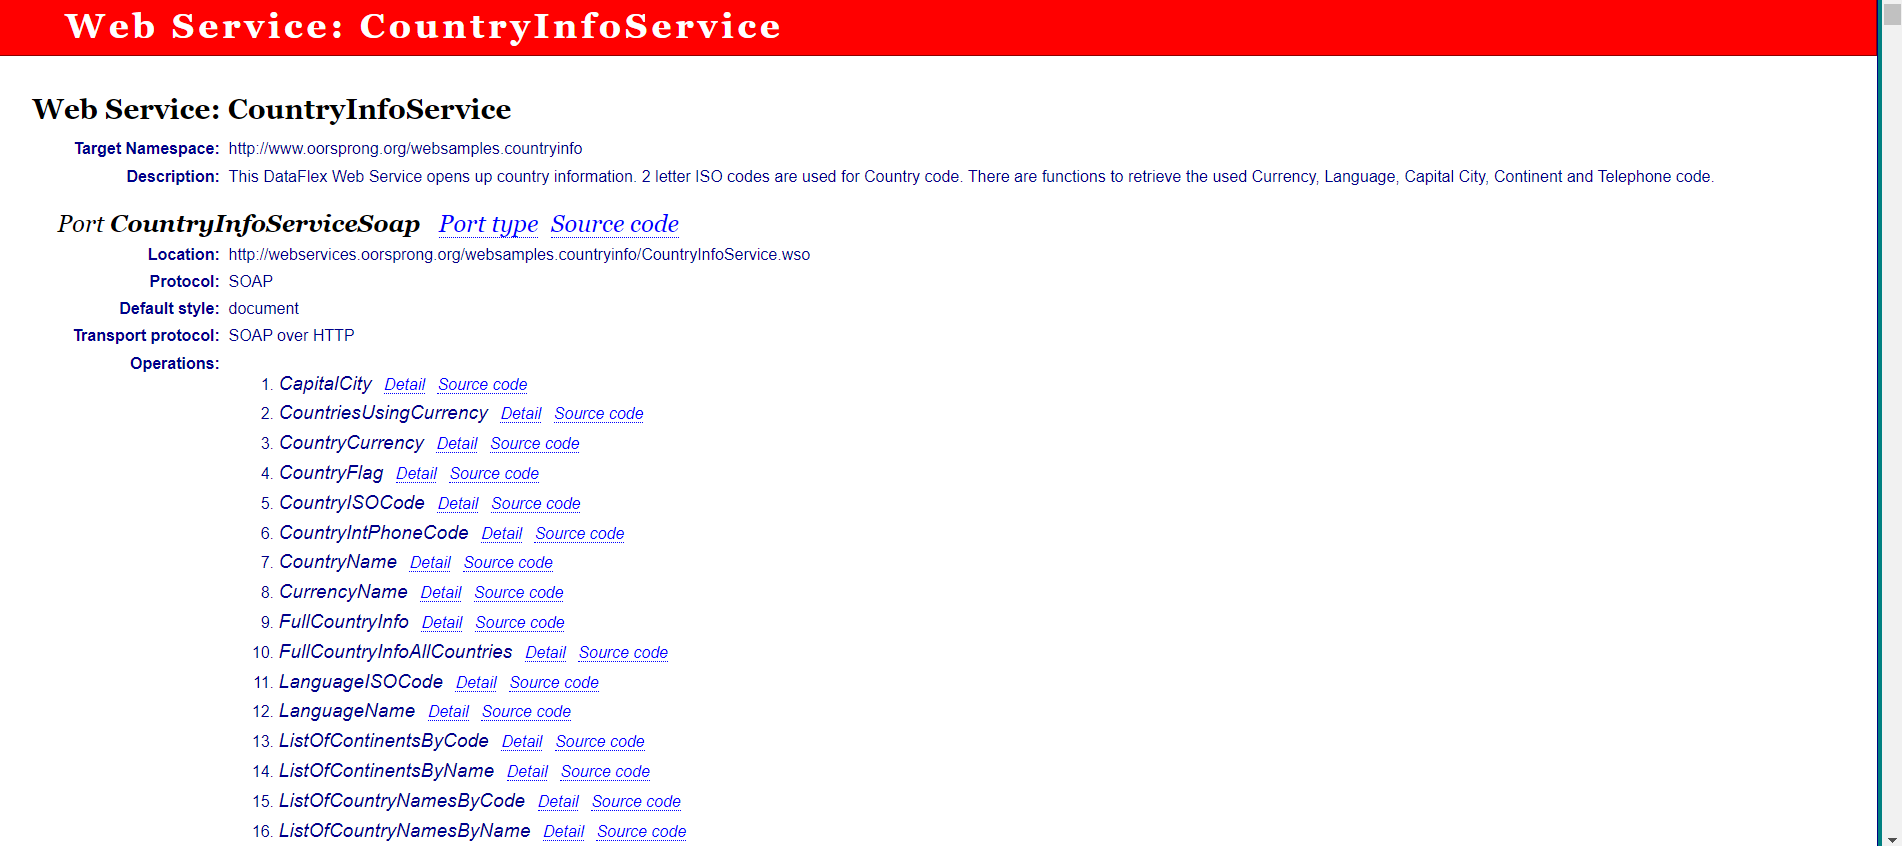 Web Service: CountryInfoService
Web Service: CountryInfoService
Target Namespace: http://www.oorsprong.org/websamples.countryinfo
Description: This DataFlex Web Service opens up country information. 2 letter ISO codes are used for Country code. There are functions to retrieve the used Currency, Language, Capital City, Continent and Telephone code.
Port CountryInfoServiceSoap Port type Source code
Location: http://webservices.oorsprong.org/websamples.countryinfo/CountryInfoService.wso
Protocol: SOAP
Default style: document
Transport protocol: SOAP over HTTP
Operations:
1. CapitalCity Detail Source code
2. CountriesUsingCurrency Detail Source code
3. CountryCurrency Detail Source code
4. CountryFlag Detail Source code
5. CountryISOCode Detail Source code
6. CountryIntPhoneCode Detail Source code
7. CountryName Detail Source code
8. CurrencyName Detail Source code
9. FullCountryInfo Detail Source code
10. FullCountryInfoAllCountries Detail Source code
11. LanguageISOCode Detail Source code
12. LanguageName Detail Source code
13. ListOfContinentsByCode Detail Source code
14. ListOfContinentsByName Detail Source code
15. ListOfCountryNamesByCode Detail Source code
16. ListOfCountryNamesByName Detail Source code